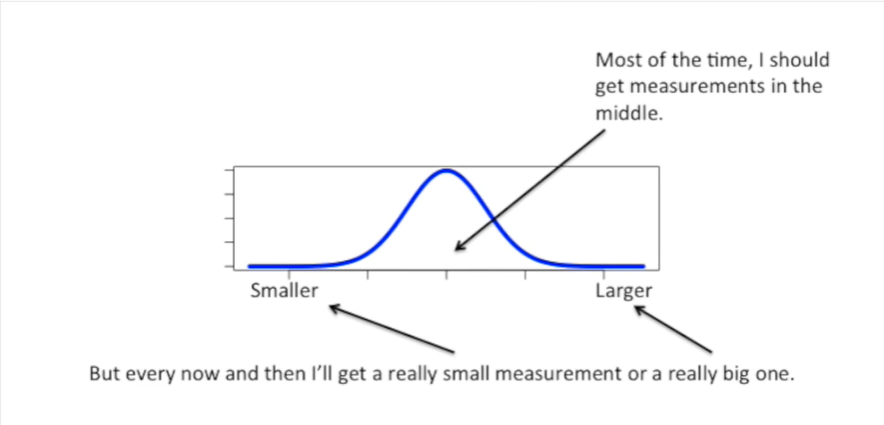 Most of the time, I should
get measurements in the
middle.
Smaller
Larger
But every now and then I’ll get a really small measurement or a really big one.